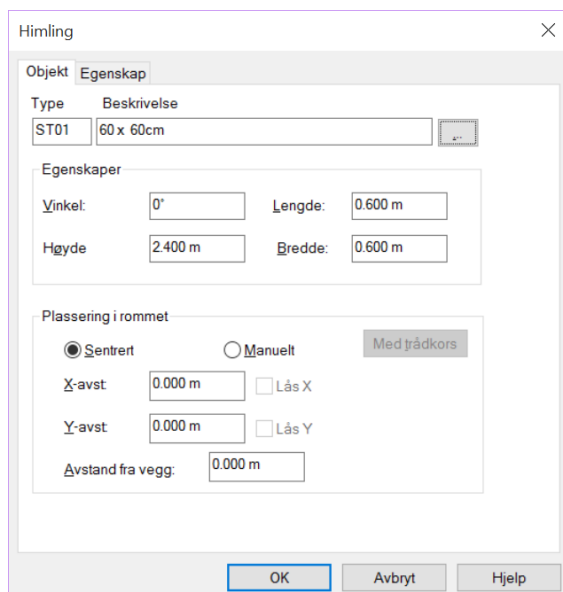 Himling
Objekt Egenskap
Type Beskrivelse
ST01 60 x 60cm ...
Egenskaper
Vinkel: 0° Lengde: 0.600 m
Høyde 2.400 m Bredde: 0.600 m
Plassering i rommet
Sentrert Manuelt Med trådkors
X-avst: 0.000 m Lås X
Y-avst: 0.000 m Lås Y
Avstand fra vegg: 0.000 m
OK Avbryt Hjelp